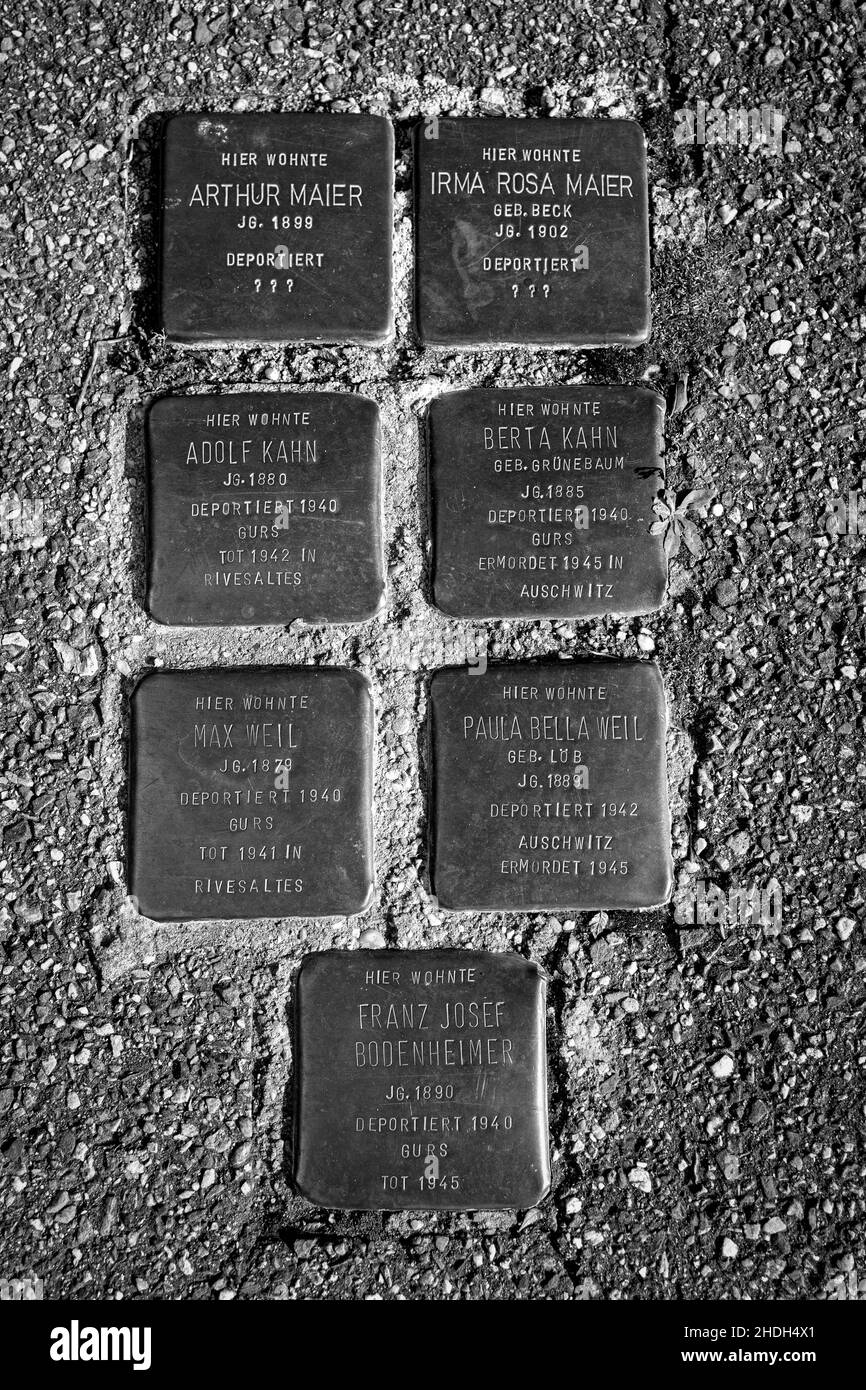 HIER WOHNTE
ARTHUR MAIER
JG. 1899
DEPORTIERT
? ? ?
HIER WOHNTE
IRMA ROSA MAIER
GEB. BECK
JG. 1902
DEPORTIERT
? ? ?
HIER WOHNTE
ADOLF KAHN
JG. 1880
DEPORTIERT 1940
GURS
TOT 1942 IN
RIVESALTES
HIER WOHNTE
BERTA KAHN
GEB. GRÜNEBAUM
JG. 1885
DEPORTIERT 1940
GURS
ERMORDET 1945 IN
AUSCHWITZ
HIER WOHNTE
MAX WEIL
JG. 1879
DEPORTIERT 1940
GURS
TOT 1941 IN
RIVESALTES
HIER WOHNTE
PAULA BELLA WEIL
GEB. LÖB
JG. 1889
DEPORTIERT 1942
AUSCHWITZ
ERMORDET 1945
HIER WOHNTE
FRANZ JOSEF
BODENHEIMER
JG. 1890
DEPORTIERT 1940
GURS
TOT 1945
alamy
Image ID: 2HDH4X1
www.alamy.com